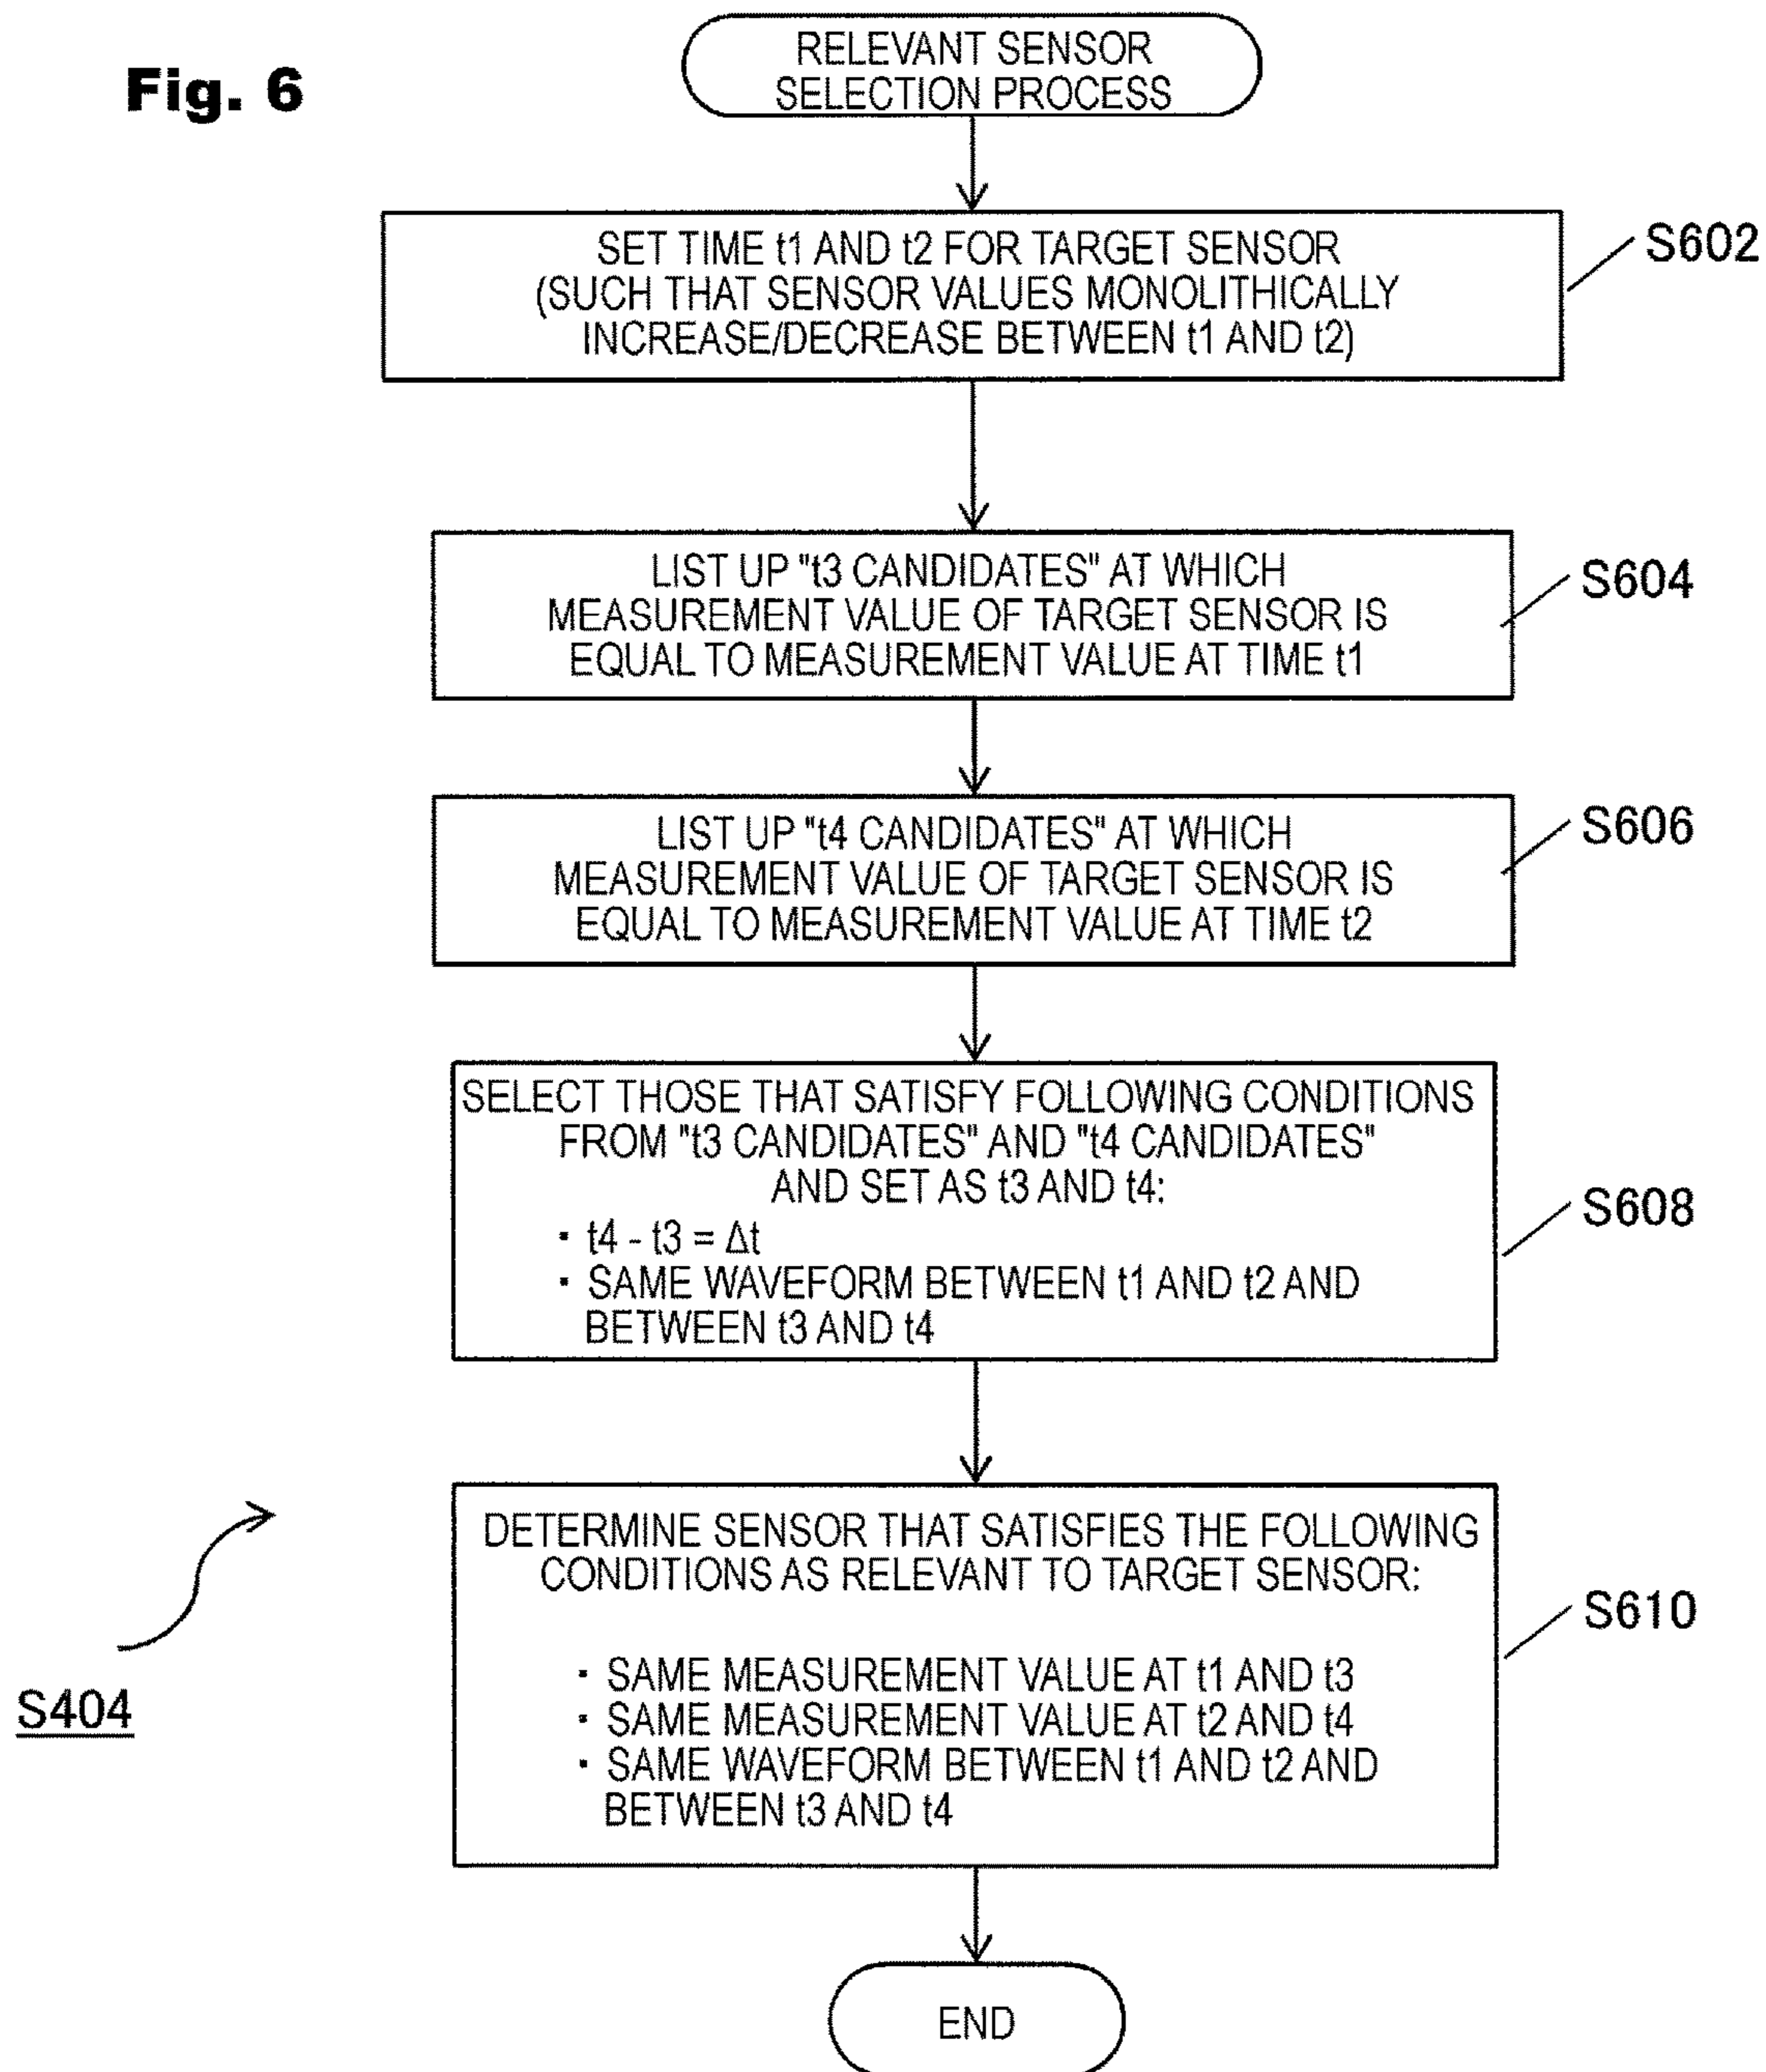 Fig. 6
RELEVANT SENSOR
SELECTION PROCESS
SET TIME t1 AND t2 FOR TARGET SENSOR
(SUCH THAT SENSOR VALUES MONOLITHICALLY
INCREASE/DECREASE BETWEEN t1 AND t2)
S602
LIST UP "t3 CANDIDATES" AT WHICH
MEASUREMENT VALUE OF TARGET SENSOR IS
EQUAL TO MEASUREMENT VALUE AT TIME t1
S604
LIST UP "t4 CANDIDATES" AT WHICH
MEASUREMENT VALUE OF TARGET SENSOR IS
EQUAL TO MEASUREMENT VALUE AT TIME t2
S606
SELECT THOSE THAT SATISFY FOLLOWING CONDITIONS
FROM "t3 CANDIDATES" AND "t4 CANDIDATES"
AND SET AS t3 AND t4:
・ t4 - t3 = Δt
・ SAME WAVEFORM BETWEEN t1 AND t2 AND
BETWEEN t3 AND t4
S608
DETERMINE SENSOR THAT SATISFIES THE FOLLOWING
CONDITIONS AS RELEVANT TO TARGET SENSOR:
・ SAME MEASUREMENT VALUE AT t1 AND t3
・ SAME MEASUREMENT VALUE AT t2 AND t4
・ SAME WAVEFORM BETWEEN t1 AND t2 AND
BETWEEN t3 AND t4
S610
S404
END